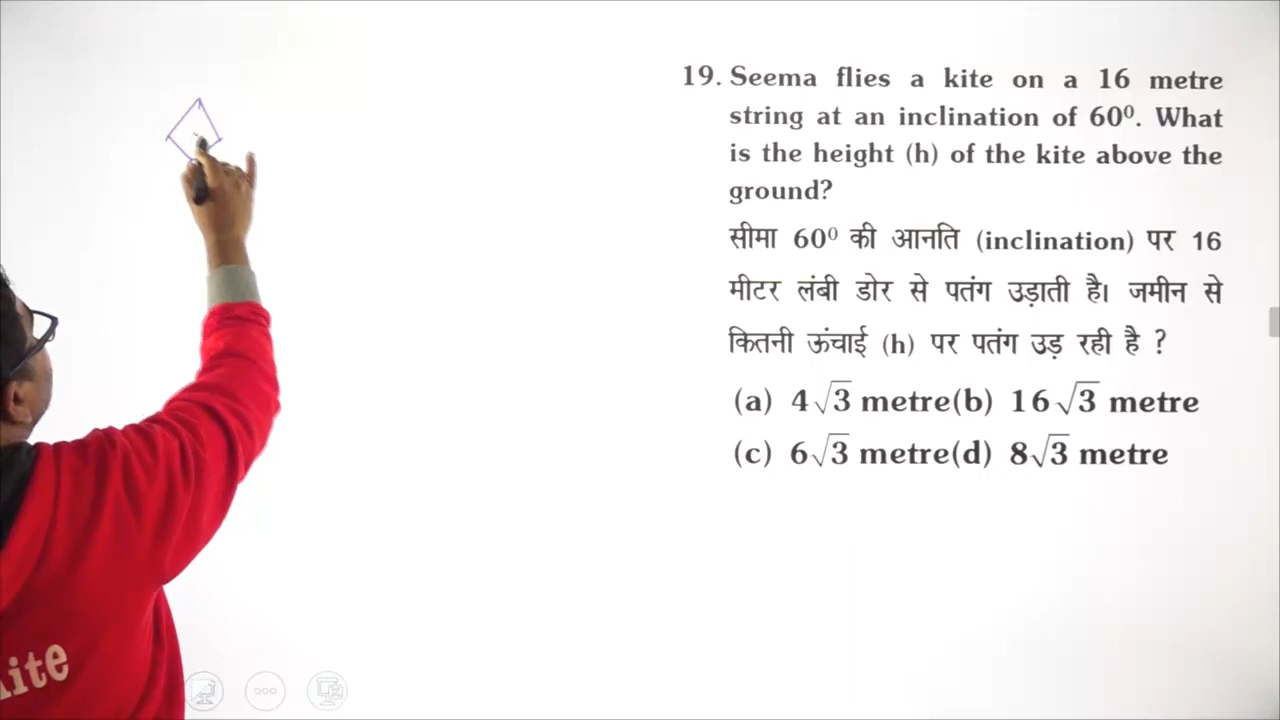 19. Seema flies a kite on a 16 metre
string at an inclination of 60⁰. What
is the height (h) of the kite above the
ground?
सीमा 60⁰ की आनति (inclination) पर 16
मीटर लंबी डोर से पतंग उड़ाती है। जमीन से
कितनी ऊंचाई (h) पर पतंग उड़ रही है ?
(a) 4√3 metre(b) 16√3 metre
(c) 6√3 metre(d) 8√3 metre